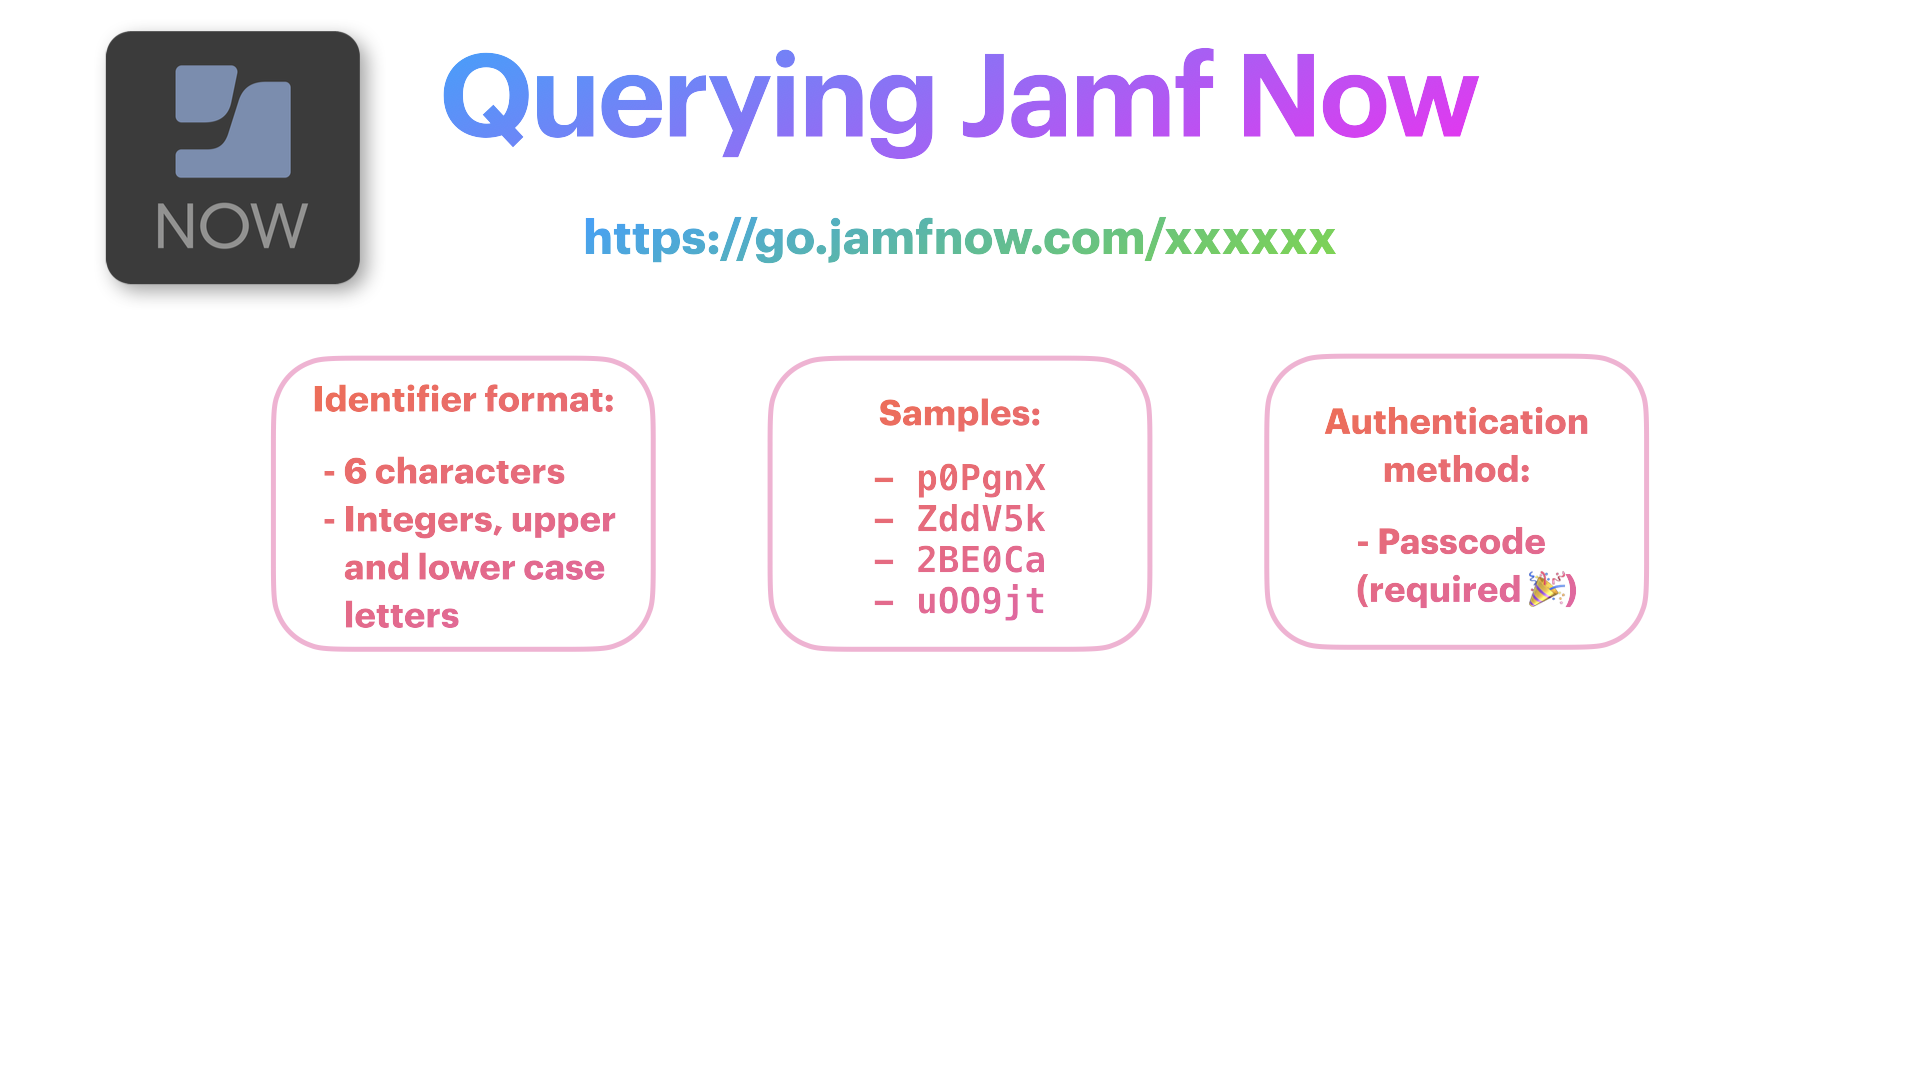 NOW
Querying Jamf Now
https://go.jamfnow.com/xxxxxx
Identifier format:
- 6 characters
- Integers, upper
and lower case
letters
Samples:
- p0PgnX
- ZddV5k
- 2BE0Ca
- uOO9jt
Authentication
method:
- Passcode
(required 🎉)